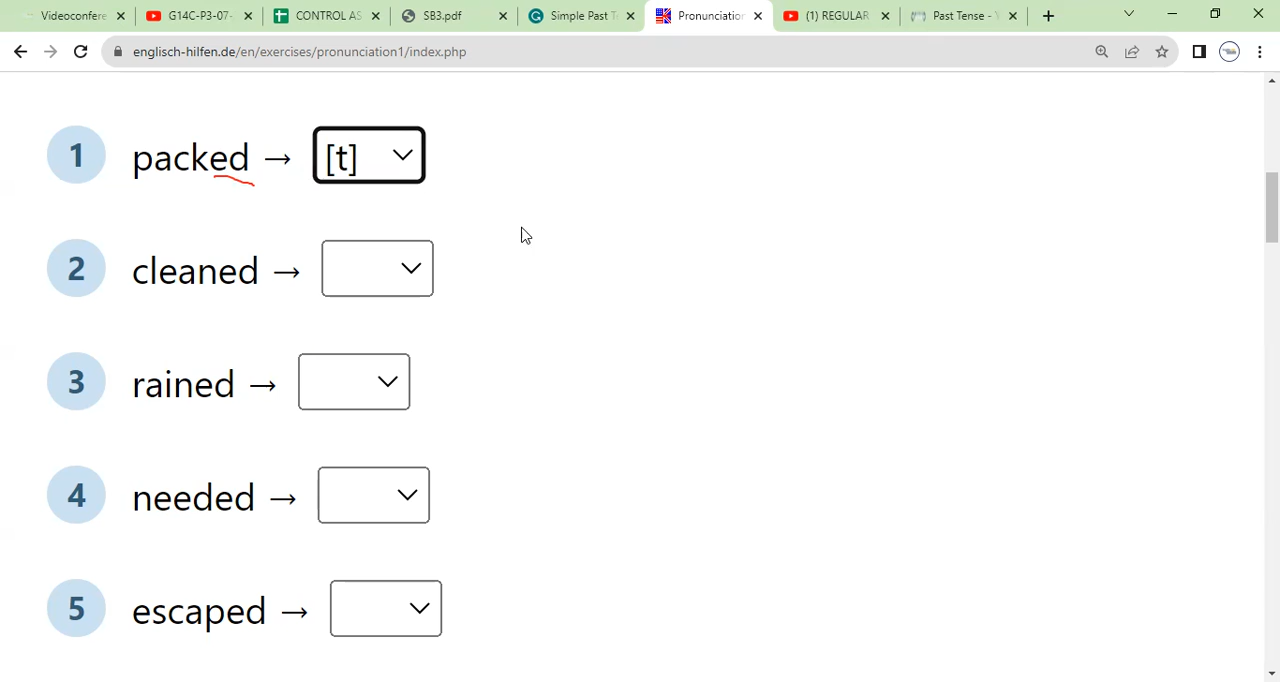 Videoconfere
G14C-P3-07-
CONTROL AS
SB3.pdf
Simple Past T
Pronunciation
(1) REGULAR
Past Tense -
englisch-hilfen.de/en/exercises/pronunciation1/index.php
1 packed → [t]
2 cleaned →
3 rained →
4 needed →
5 escaped →